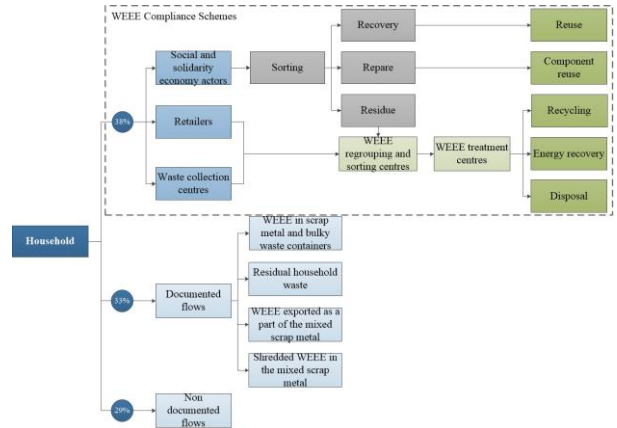 WEEE Compliance Schemes
Social and
solidarity
economy actors
Sorting
Recovery
Reuse
Repare
Component
reuse
Residue
Recycling
38%
Retailers
WEEE
regrouping and
sorting centres
WEEE treatment
centres
Energy recovery
Waste collection
centres
Disposal
Household
WEEE in scrap
metal and bulky
waste containers
Residual household
waste
33%
Documented
flows
WEEE exported as a
part of the mixed
scrap metal
Shredded WEEE in
the mixed scrap
metal
29%
Non
documented
flows